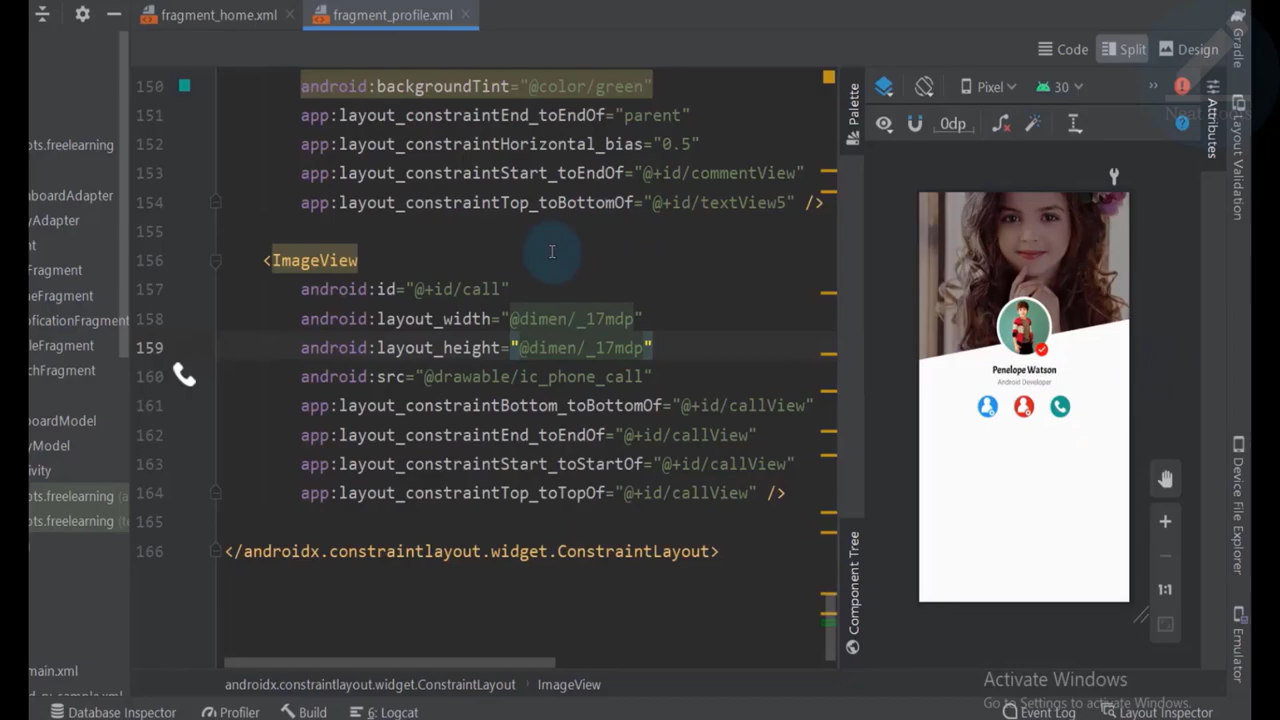 fragment_home.xml
fragment_profile.xml
Code
Split
Design
Gradle
ots.freelearning
boardAdapter
yAdapter
nt
Fragment
eFragment
ficationFragment
leFragment
chFragment
boardModel
yModel
tivity
ots.freelearning
ots.freelearning
main.xml
150 android:backgroundTint="@color/green"
151 app:layout_constraintEnd_toEndOf="parent"
152 app:layout_constraintHorizontal_bias="0.5"
153 app:layout_constraintStart_toEndOf="@+id/commentView"
154 app:layout_constraintTop_toBottomOf="@+id/textView5" />
155
156 <ImageView
157 android:id="@+id/call"
158 android:layout_width="@dimen/_17mdp"
159 android:layout_height="@dimen/_17mdp"
160 android:src="@drawable/ic_phone_call"
161 app:layout_constraintBottom_toBottomOf="@+id/callView"
162 app:layout_constraintEnd_toEndOf="@+id/callView"
163 app:layout_constraintStart_toStartOf="@+id/callView"
164 app:layout_constraintTop_toTopOf="@+id/callView" />
165
166 </androidx.constraintlayout.widget.ConstraintLayout>
androidx.constraintlayout.widget.ConstraintLayout
ImageView
Palette
Component Tree
Pixel
30
0dp
Attributes
Layout Validation
Device File Explorer
Emulator
Penelope Watson
Android Developer
1:1
Activate Windows
Go to Settings to activate Windows.
Database Inspector
Profiler
Build
6: Logcat
Event Log
Layout Inspector